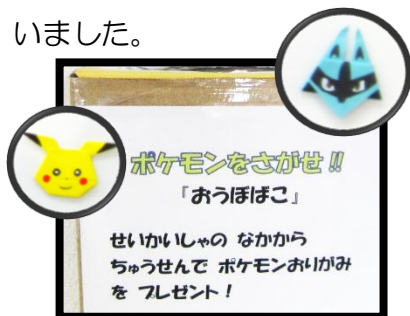 いました。
ポケモンをさがせ!!
『おうぼばこ』
せいかいしゃの なかから
ちゅうせんで ポケモンおりがみ
を プレゼント!